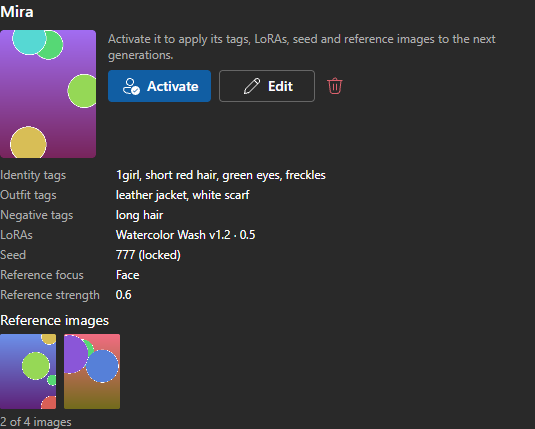 Mira
Activate it to apply its tags, LoRAs, seed and reference images to the next
generations.
Activate
Edit
Identity tags 1girl, short red hair, green eyes, freckles
Outfit tags leather jacket, white scarf
Negative tags long hair
LoRAs Watercolor Wash v1.2 · 0.5
Seed 777 (locked)
Reference focus Face
Reference strength 0.6
Reference images
2 of 4 images